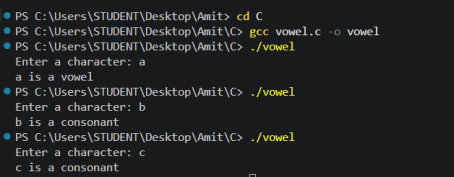 PS C:\Users\STUDENT\Desktop\Amit> cd C
PS C:\Users\STUDENT\Desktop\Amit\C> gcc vowel.c -o vowel
PS C:\Users\STUDENT\Desktop\Amit\C> ./vowel
Enter a character: a
a is a vowel
PS C:\Users\STUDENT\Desktop\Amit\C> ./vowel
Enter a character: b
b is a consonant
PS C:\Users\STUDENT\Desktop\Amit\C> ./vowel
Enter a character: c
c is a consonant